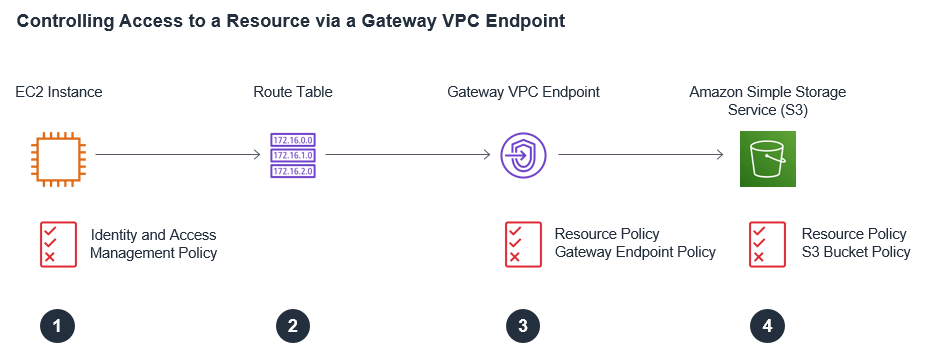 Controlling Access to a Resource via a Gateway VPC Endpoint
EC2 Instance
Route Table
Gateway VPC Endpoint
Amazon Simple Storage
Service (S3)
172.16.0.0
172.16.1.0
172.16.2.0
Identity and Access
Management Policy
Resource Policy
Gateway Endpoint Policy
Resource Policy
S3 Bucket Policy
1
2
3
4